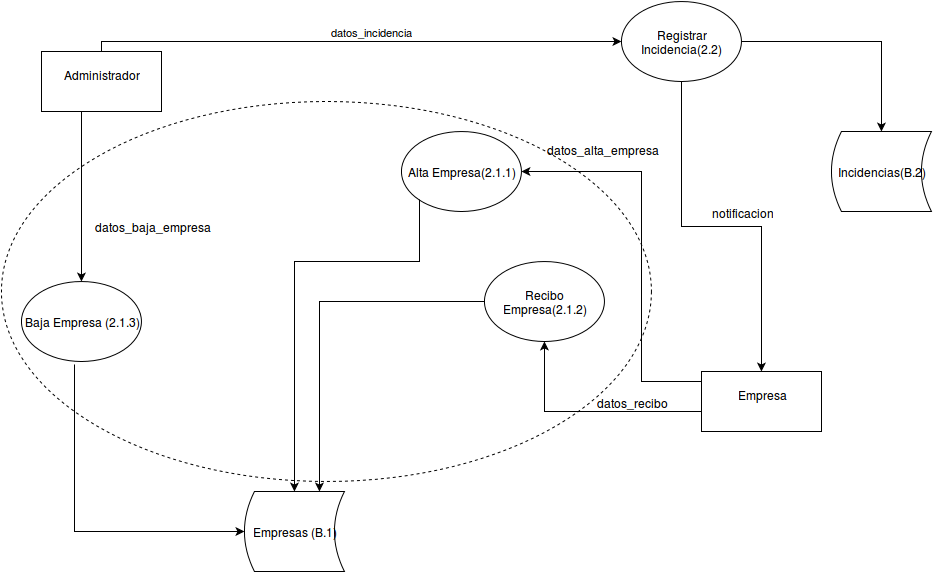 datos_incidencia
Registrar
Incidencia(2.2)
Administrador
datos_alta_empresa
Alta Empresa(2.1.1)
Incidencias(B.2)
notificacion
datos_baja_empresa
Recibo
Empresa(2.1.2)
Baja Empresa (2.1.3)
Empresa
datos_recibo
Empresas (B.1)